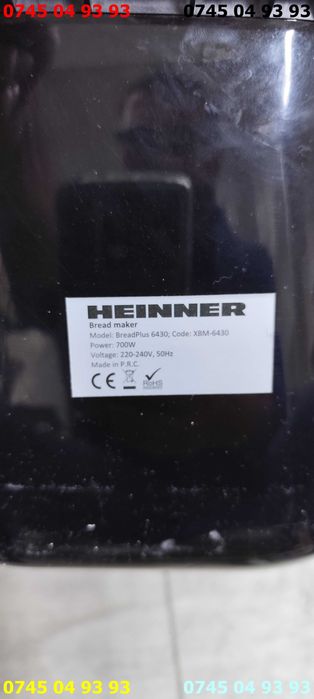 0745 04 93 93 0745 04 93 93
HEINNER
Bread maker
Model: BreadPlus 6430; Code: XBM-6430
Power: 700W
Voltage: 220-240V, 50Hz
Made in P.R.C.
CE RoHS
0745 04 93 93 0745 04 93 93